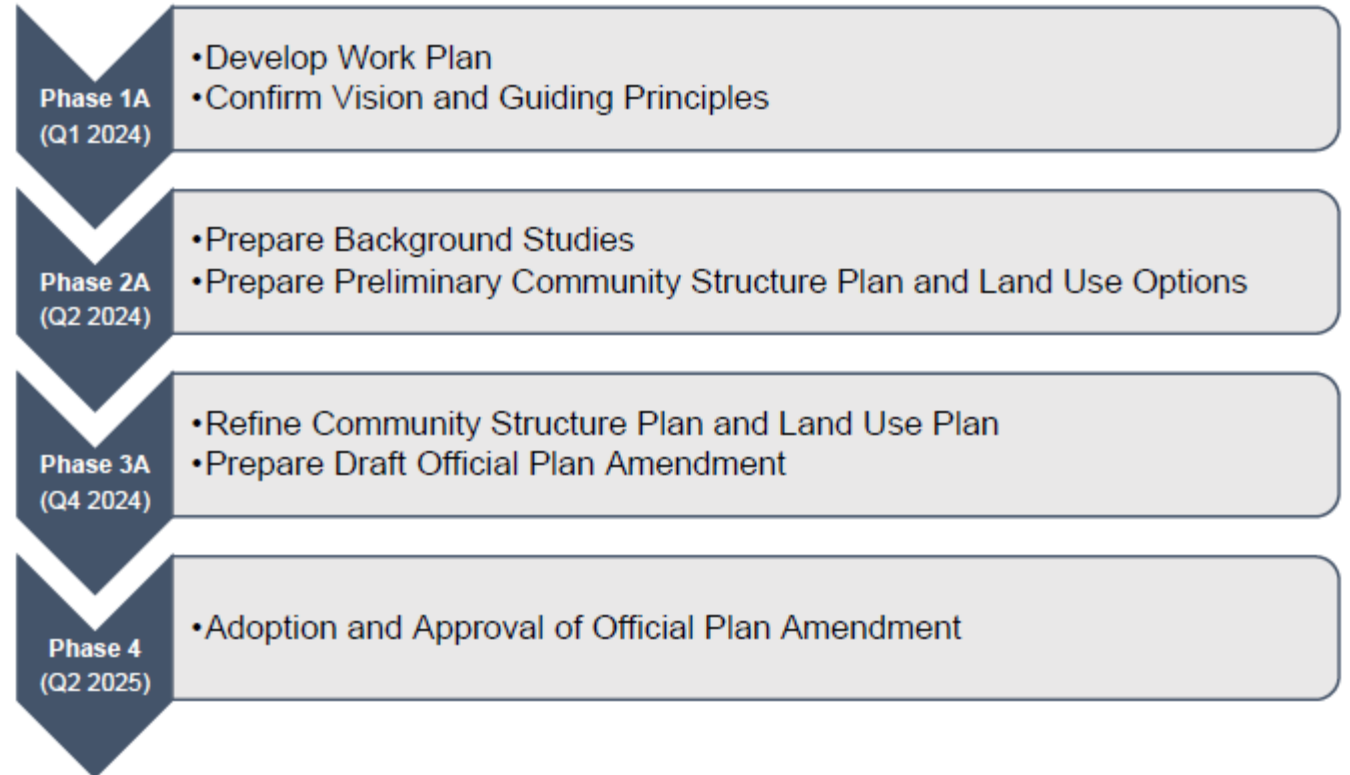 Phase 1A
(Q1 2024)
•Develop Work Plan
•Confirm Vision and Guiding Principles
Phase 2A
(Q2 2024)
•Prepare Background Studies
•Prepare Preliminary Community Structure Plan and Land Use Options
Phase 3A
(Q4 2024)
•Refine Community Structure Plan and Land Use Plan
•Prepare Draft Official Plan Amendment
Phase 4
(Q2 2025)
•Adoption and Approval of Official Plan Amendment